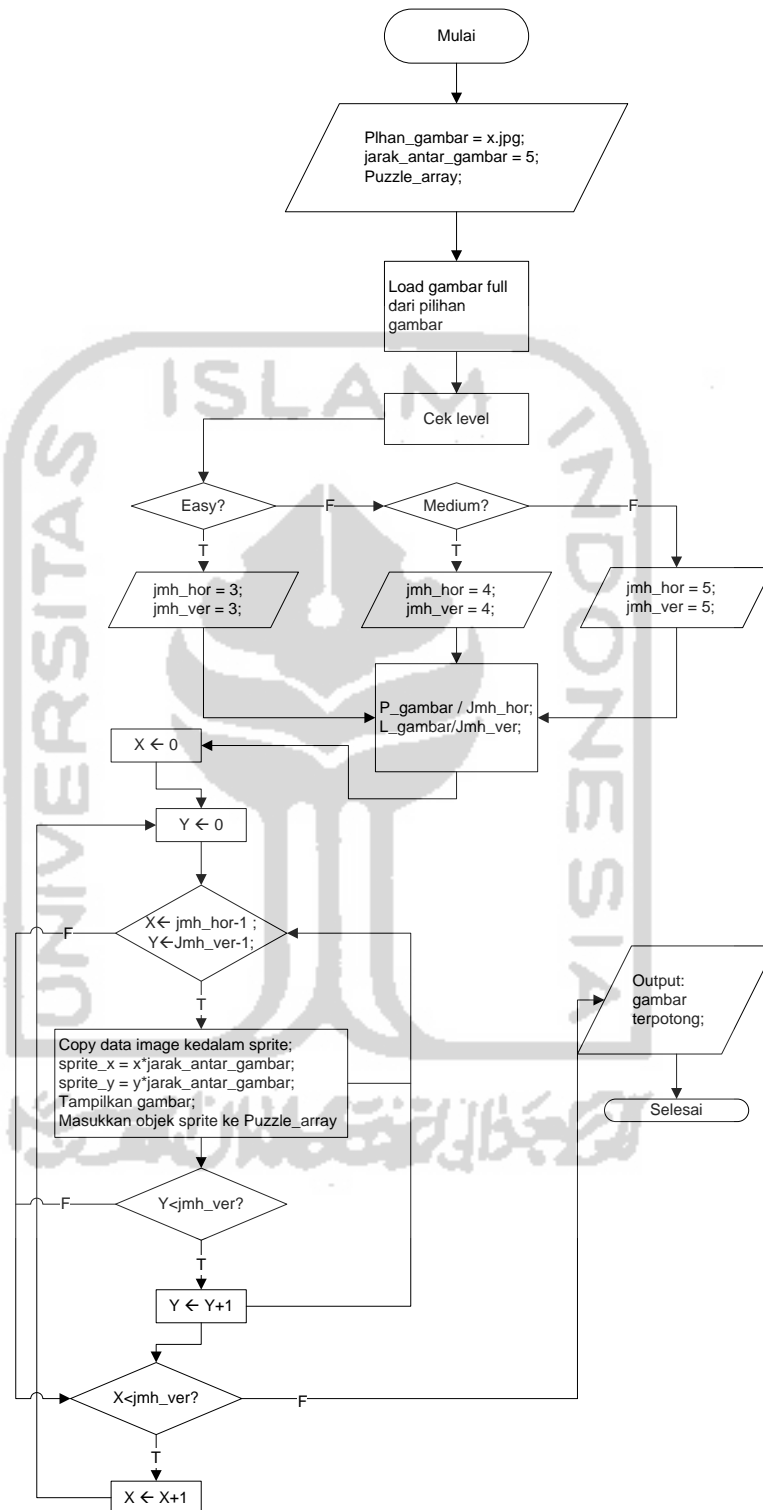 Mulai
Plhan_gambar = x.jpg;
jarak_antar_gambar = 5;
Puzzle_array;
Load gambar full
dari pilihan
gambar
ISLAM
UNIVERSITAS
INDONESIA
Cek level
Easy?
F
Medium?
F
T
T
jmh_hor = 3;
jmh_ver = 3;
jmh_hor = 4;
jmh_ver = 4;
jmh_hor = 5;
jmh_ver = 5;
P_gambar / Jmh_hor;
L_gambar/Jmh_ver;
X ← 0
Y ← 0
F
X← jmh_hor-1 ;
Y←Jmh_ver-1;
T
Copy data image kedalam sprite;
sprite_x = x*jarak_antar_gambar;
sprite_y = y*jarak_antar_gambar;
Tampilkan gambar;
Masukkan objek sprite ke Puzzle_array
Output:
gambar
terpotong;
Selesai
F
Y<jmh_ver?
T
Y ← Y+1
X<jmh_ver?
F
T
X ← X+1